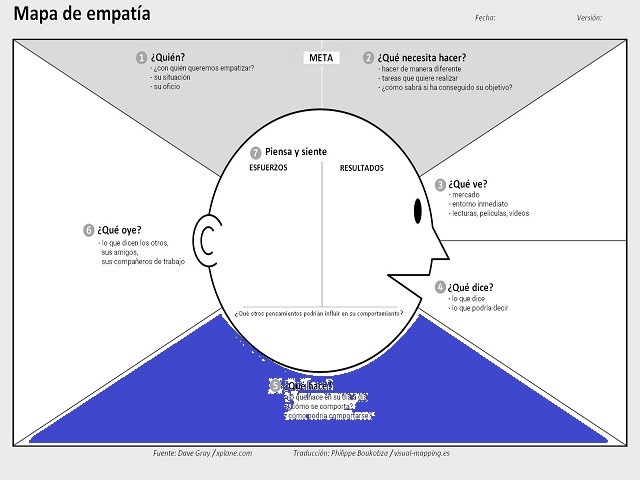 Mapa de empatía
Fecha:
Versión:
1 ¿Quién?
- ¿con quién queremos empatizar?
- su situación
- su oficio
META
2 ¿Qué necesita hacer?
- hacer de manera diferente
- tareas que quiere realizar
- ¿cómo sabrá si ha conseguido su objetivo?
7 Piensa y siente
ESFUERZOS
RESULTADOS
3 ¿Qué ve?
- mercado
- entorno inmediato
- lecturas, películas, vídeos
6 ¿Qué oye?
- lo que dicen los otros,
sus amigos,
sus compañeros de trabajo
4 ¿Qué dice?
- lo que dice
- lo que podría decir
¿Qué otros pensamientos podrían influir en su comportamiento?
5 ¿Qué hace?
que hace en su
¿cómo se comporta?
¿cómo podría comportarse?
Fuente: Dave Gray / xplane.com
Traducción: Philippe Boukobza / visual-mapping.es